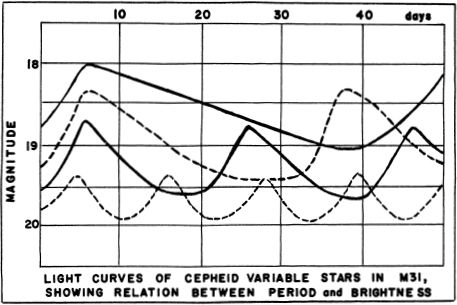 10 20 30 40 days
18
19
20
MAGNITUDE
LIGHT CURVES OF CEPHEID VARIABLE STARS IN M31,
SHOWING RELATION BETWEEN PERIOD and BRIGHTNESS